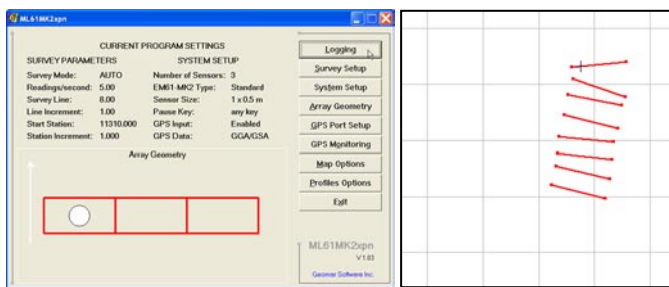 ML61MK2xpn
CURRENT PROGRAM SETTINGS
SURVEY PARAMETERS SYSTEM SETUP
Survey Mode: AUTO Number of Sensors: 3
Readings/second: 5.00 EM61-MK2 Type: Standard
Survey Line: 8.00 Sensor Size: 1 x 0.5 m
Line Increment: 1.00 Pause Key: any key
Start Station: 11310.000 GPS Input: Enabled
Station Increment: 1.000 GPS Data: GGA/GSA
Array Geometry
Logging
Survey Setup
System Setup
Array Geometry
GPS Port Setup
GPS Monitoring
Map Options
Profiles Options
Exit
ML61MK2xpn
V 1.03
Geomar Software Inc.